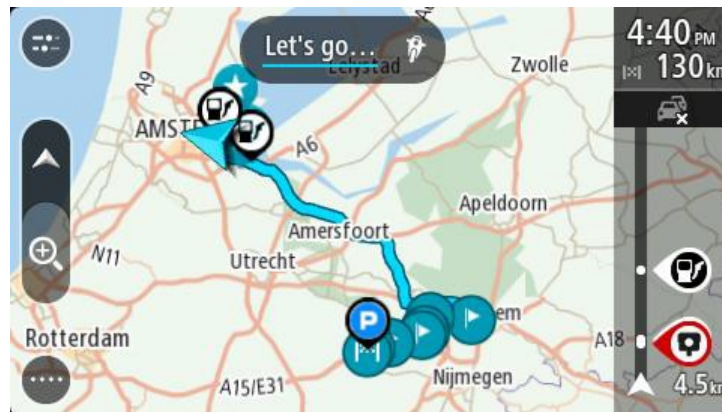 Let's go...
4:40 PM
130 km
A9
Lelystad
Zwolle
AMST
A6
Apeldoorn
Amersfoort
N11
Utrecht
P
em
Rotterdam
A18
A15/E31
Nijmegen
4.5 km